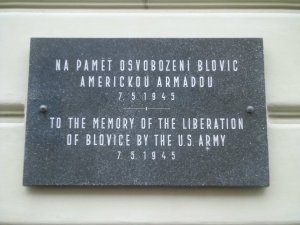 NA PAMĚT OSVOBOZENÍ BLOVIC
AMERICKOU ARMÁDOU
7.5.1945
TO THE MEMORY OF THE LIBERATION
OF BLOVICE BY THE U.S. ARMY
7.5.1945